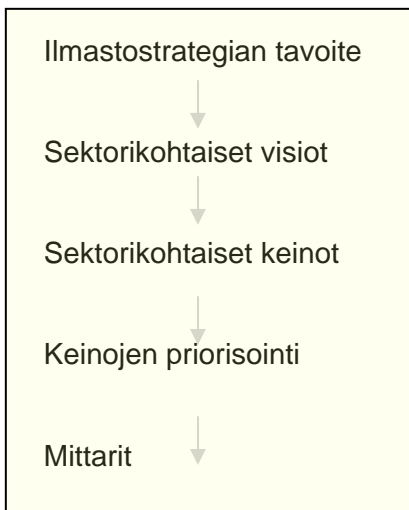 Ilmastostrategian tavoite
Sektorikohtaiset visiot
Sektorikohtaiset keinot
Keinojen priorisointi
Mittarit